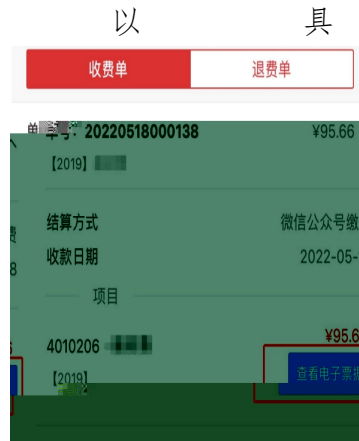 以 具
收费单 退费单
单号: 20220518000138 ¥95.66
【2019】
结算方式 微信公众号缴
收款日期 2022-05-
项目
4010206 ¥95.6
【2019】 查看电子票据